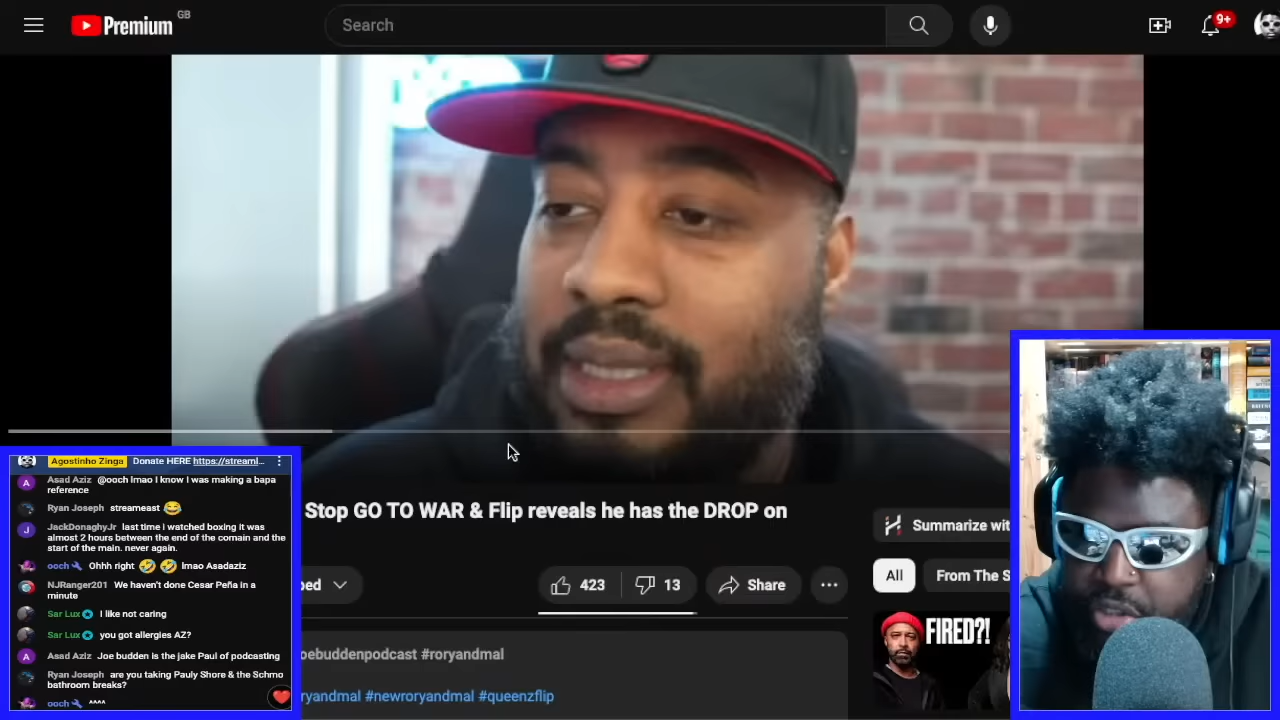 Premium
GB
Search
9+
Stop GO TO WAR & Flip reveals he has the DROP on
Summarize wit
423
13
Share
All
From The S
FIRED?!
oebuddenpodcast #roryandmal
ryandmal #newroryandmal #queenzflip
Agostinho Zinga Donate HERE https://streaml...
Asad Aziz @ooch lmao I know I was making a bapa
reference
Ryan Joseph streameast 😂
JackDonaghyJr last time i watched boxing it was
almost 2 hours between the end of the comain and the
start of the main. never again.
ooch Ohhh right 🤣 🤣 lmao Asadaziz
NJRanger201 We haven't done Cesar Peña in a
minute
Sar Lux I like not caring
Sar Lux you got allergies AZ?
Asad Aziz Joe budden is the jake Paul of podcasting
Ryan Joseph are you taking Pauly Shore & the Schmo
bathroom breaks?
ooch ^^^^